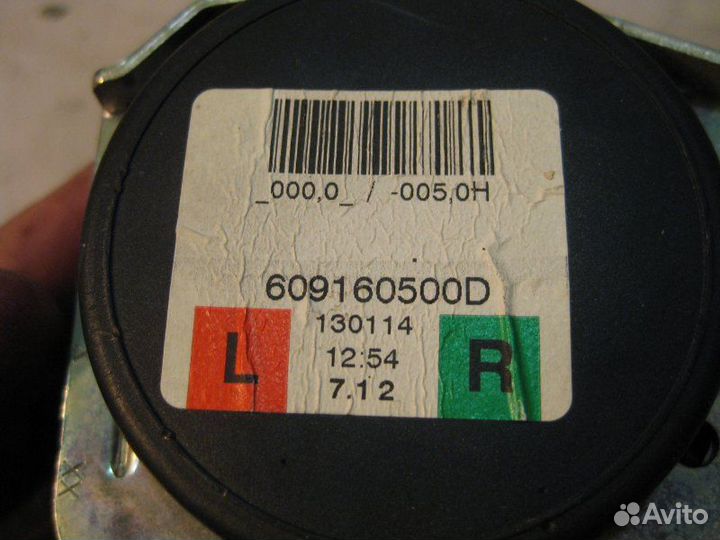 _000,0_ / -005,0H
609160500D
130114
L 12:54 R
7.12
Avito